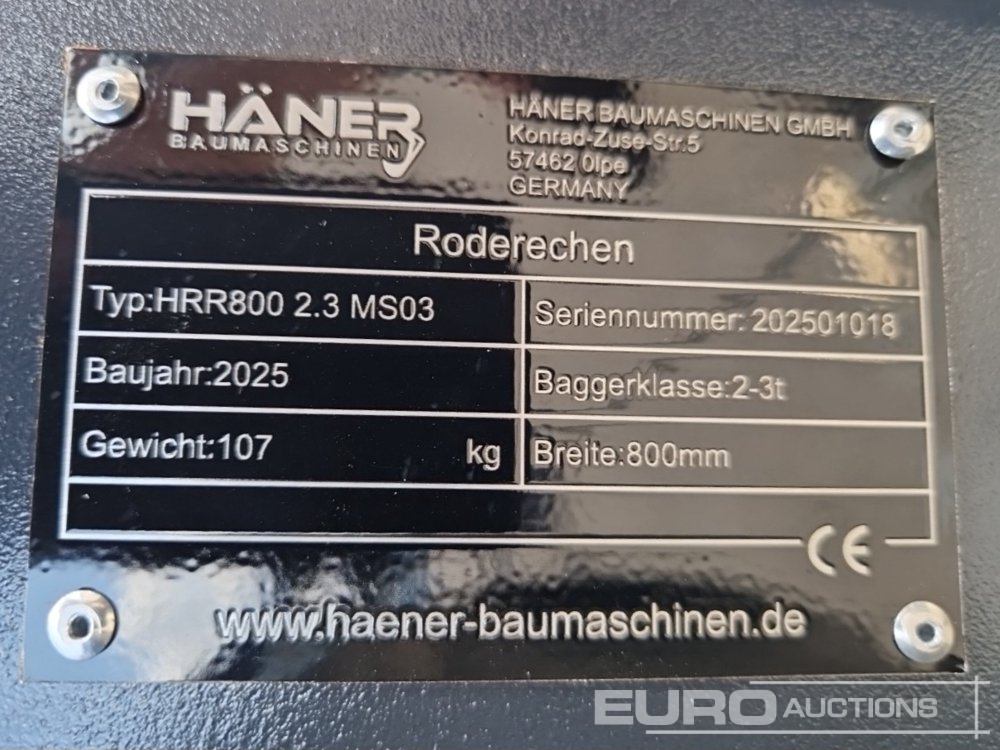 HÄNER
BAUMASCHINEN
HÄNER BAUMASCHINEN GMBH
Konrad-Zuse-Str.5
57462 Olpe
GERMANY
Roderechen
Typ:HRR800 2.3 MS03
Seriennummer: 202501018
Baujahr:2025
Baggerklasse:2-3t
Gewicht:107 kg
Breite:800mm
CE
www.haener-baumaschinen.de
EURO AUCTIONS